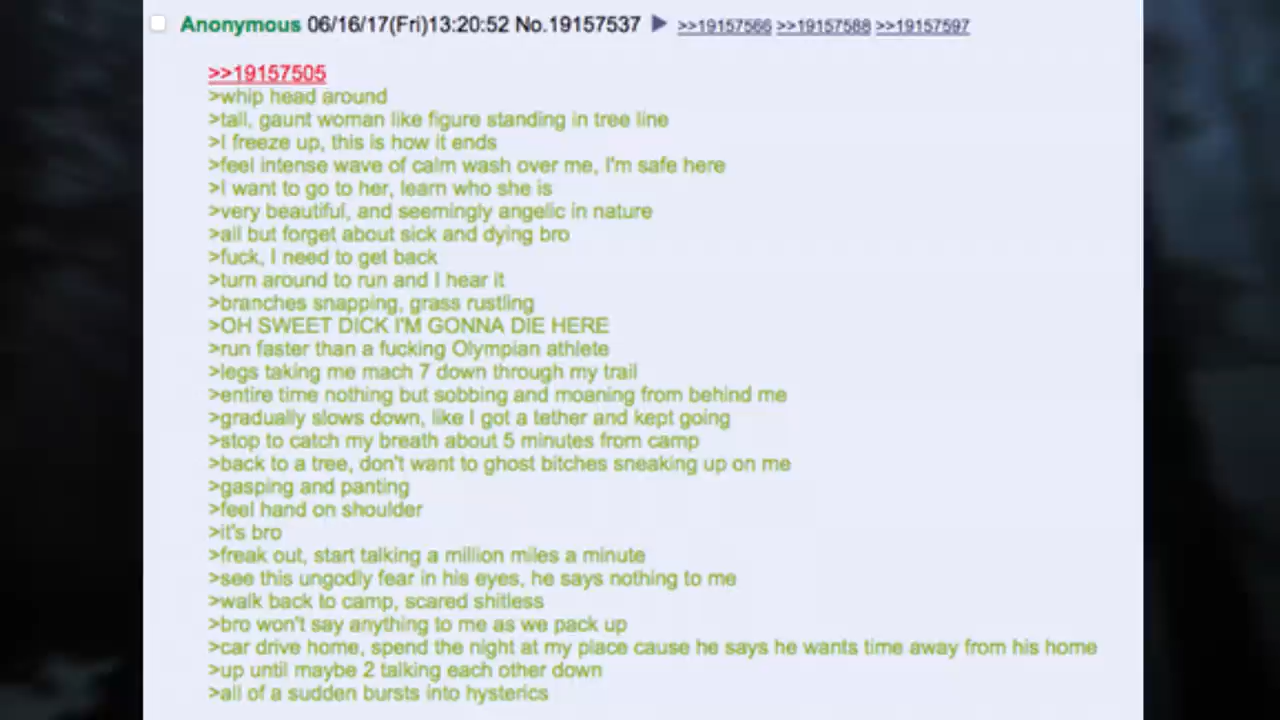 Anonymous 06/16/17(Fri)13:20:52 No.19157537 ▶ >>19157566 >>19157588 >>19157597
>>19157505
>whip head around
>tall, gaunt woman like figure standing in tree line
>I freeze up, this is how it ends
>feel intense wave of calm wash over me, I'm safe here
>I want to go to her, learn who she is
>very beautiful, and seemingly angelic in nature
>all but forget about sick and dying bro
>fuck, I need to get back
>turn around to run and I hear it
>branches snapping, grass rustling
>OH SWEET DICK I'M GONNA DIE HERE
>run faster than a fucking Olympian athlete
>legs taking me mach 7 down through my trail
>entire time nothing but sobbing and moaning from behind me
>gradually slows down, like I got a tether and kept going
>stop to catch my breath about 5 minutes from camp
>back to a tree, don't want to ghost bitches sneaking up on me
>gasping and panting
>feel hand on shoulder
>it's bro
>freak out, start talking a million miles a minute
>see this ungodly fear in his eyes, he says nothing to me
>walk back to camp, scared shitless
>bro won't say anything to me as we pack up
>car drive home, spend the night at my place cause he says he wants time away from his home
>up until maybe 2 talking each other down
>all of a sudden bursts into hysterics